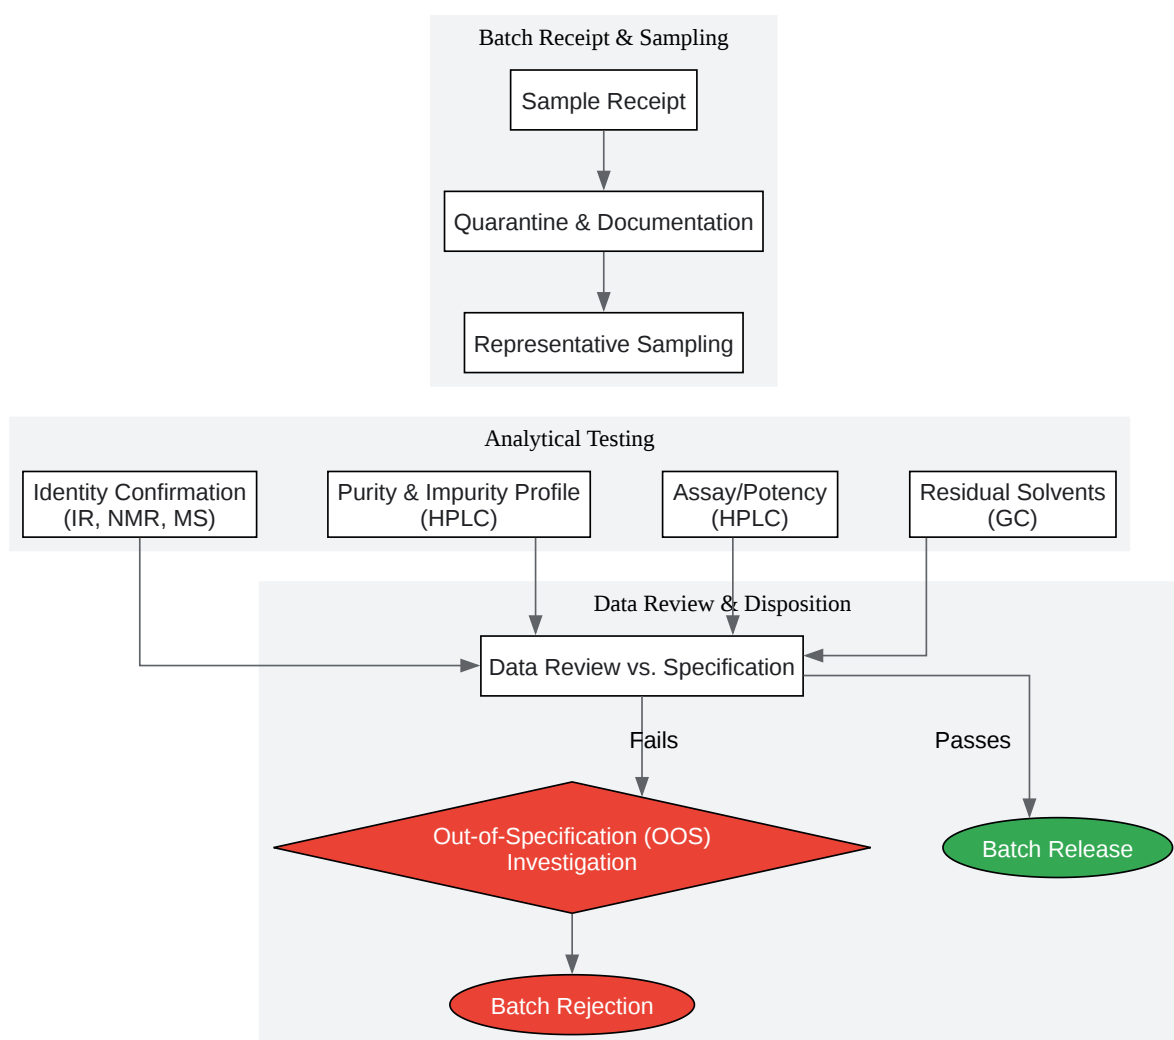 Batch Receipt & Sampling
Sample Receipt
Quarantine & Documentation
Representative Sampling
Analytical Testing
Identity Confirmation
(IR, NMR, MS)
Purity & Impurity Profile
(HPLC)
Assay/Potency
(HPLC)
Residual Solvents
(GC)
Data Review & Disposition
Data Review vs. Specification
Fails
Passes
Out-of-Specification (OOS)
Investigation
Batch Release
Batch Rejection